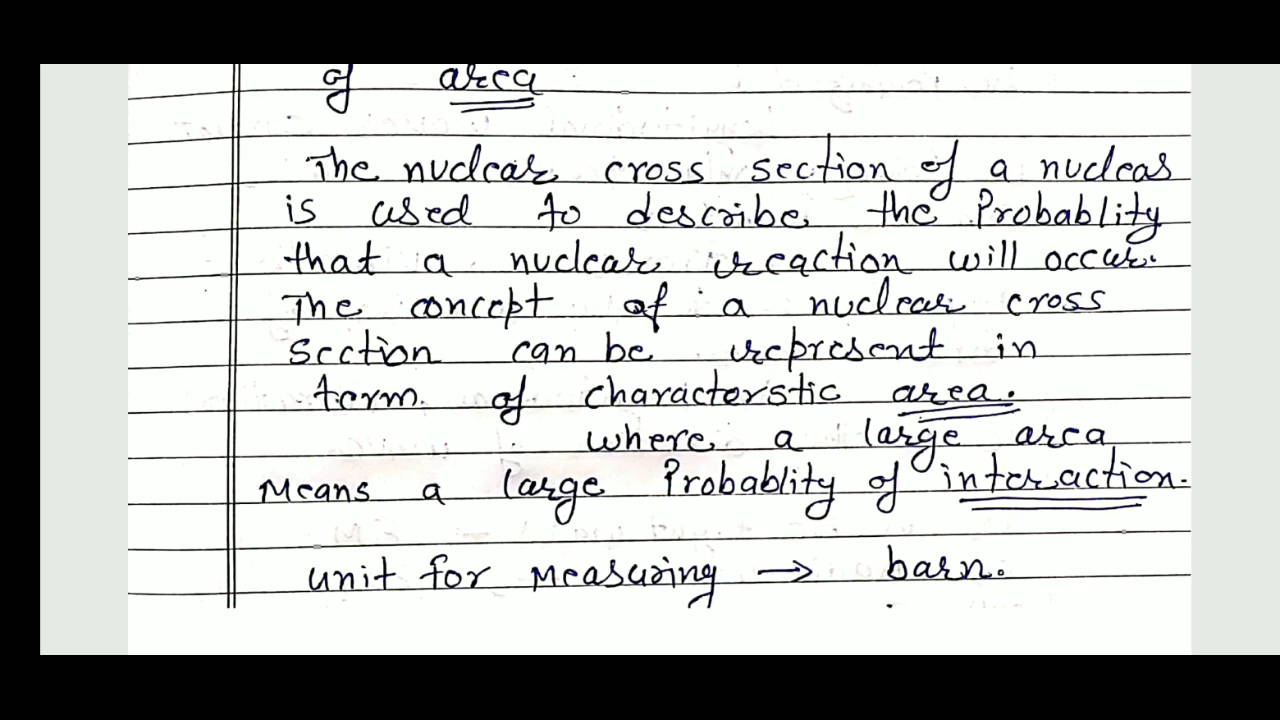 of area
The nuclear cross section of a nucleas
is used to describe the Probablity
that a nuclear reaction will occur.
The concept of a nuclear cross
section can be represent in
term of characterstic area.
where a large area
Means a large Probablity of interaction.
unit for Measuring → barn.